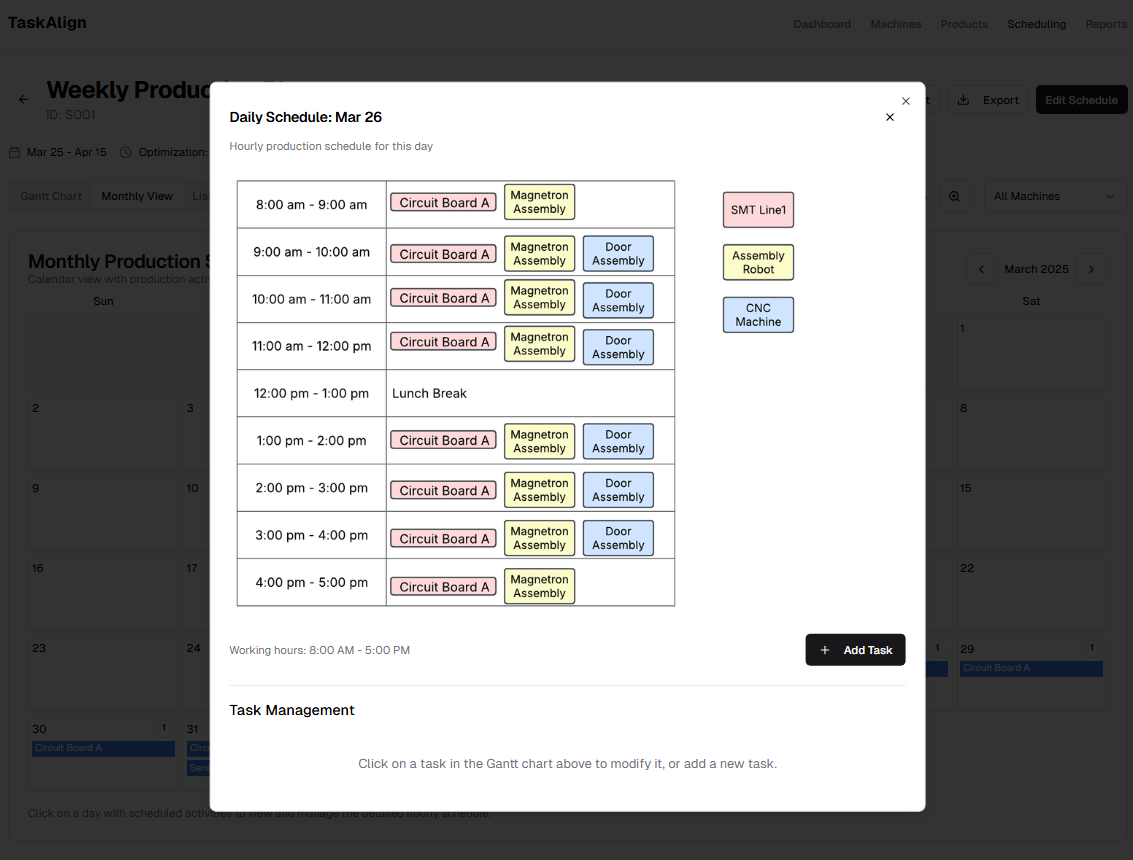 TaskAlign
Dashboard Machines Products Scheduling Reports
Weekly Produc
ID: S001
t Export Edit Schedule
Mar 25 - Apr 15 Optimization:
Gantt Chart Monthly View Lis
All Machines
Monthly Production S
Calendar view with production activ
March 2025
Sun
Sat
1
2
3
8
9
10
15
16
17
22
23
24
1
29
1
Circuit Board A
30
1
31
Circuit Board A
Circ
Sen
Click on a day with scheduled activities to view and manage the detailed hourly schedule.
Daily Schedule: Mar 26
Hourly production schedule for this day
8:00 am - 9:00 am
Circuit Board A
Magnetron
Assembly
9:00 am - 10:00 am
Circuit Board A
Magnetron
Assembly
Door
Assembly
10:00 am - 11:00 am
Circuit Board A
Magnetron
Assembly
Door
Assembly
11:00 am - 12:00 pm
Circuit Board A
Magnetron
Assembly
Door
Assembly
12:00 pm - 1:00 pm
Lunch Break
1:00 pm - 2:00 pm
Circuit Board A
Magnetron
Assembly
Door
Assembly
2:00 pm - 3:00 pm
Circuit Board A
Magnetron
Assembly
Door
Assembly
3:00 pm - 4:00 pm
Circuit Board A
Magnetron
Assembly
Door
Assembly
4:00 pm - 5:00 pm
Circuit Board A
Magnetron
Assembly
SMT Line1
Assembly
Robot
CNC
Machine
Working hours: 8:00 AM - 5:00 PM
+ Add Task
Task Management
Click on a task in the Gantt chart above to modify it, or add a new task.